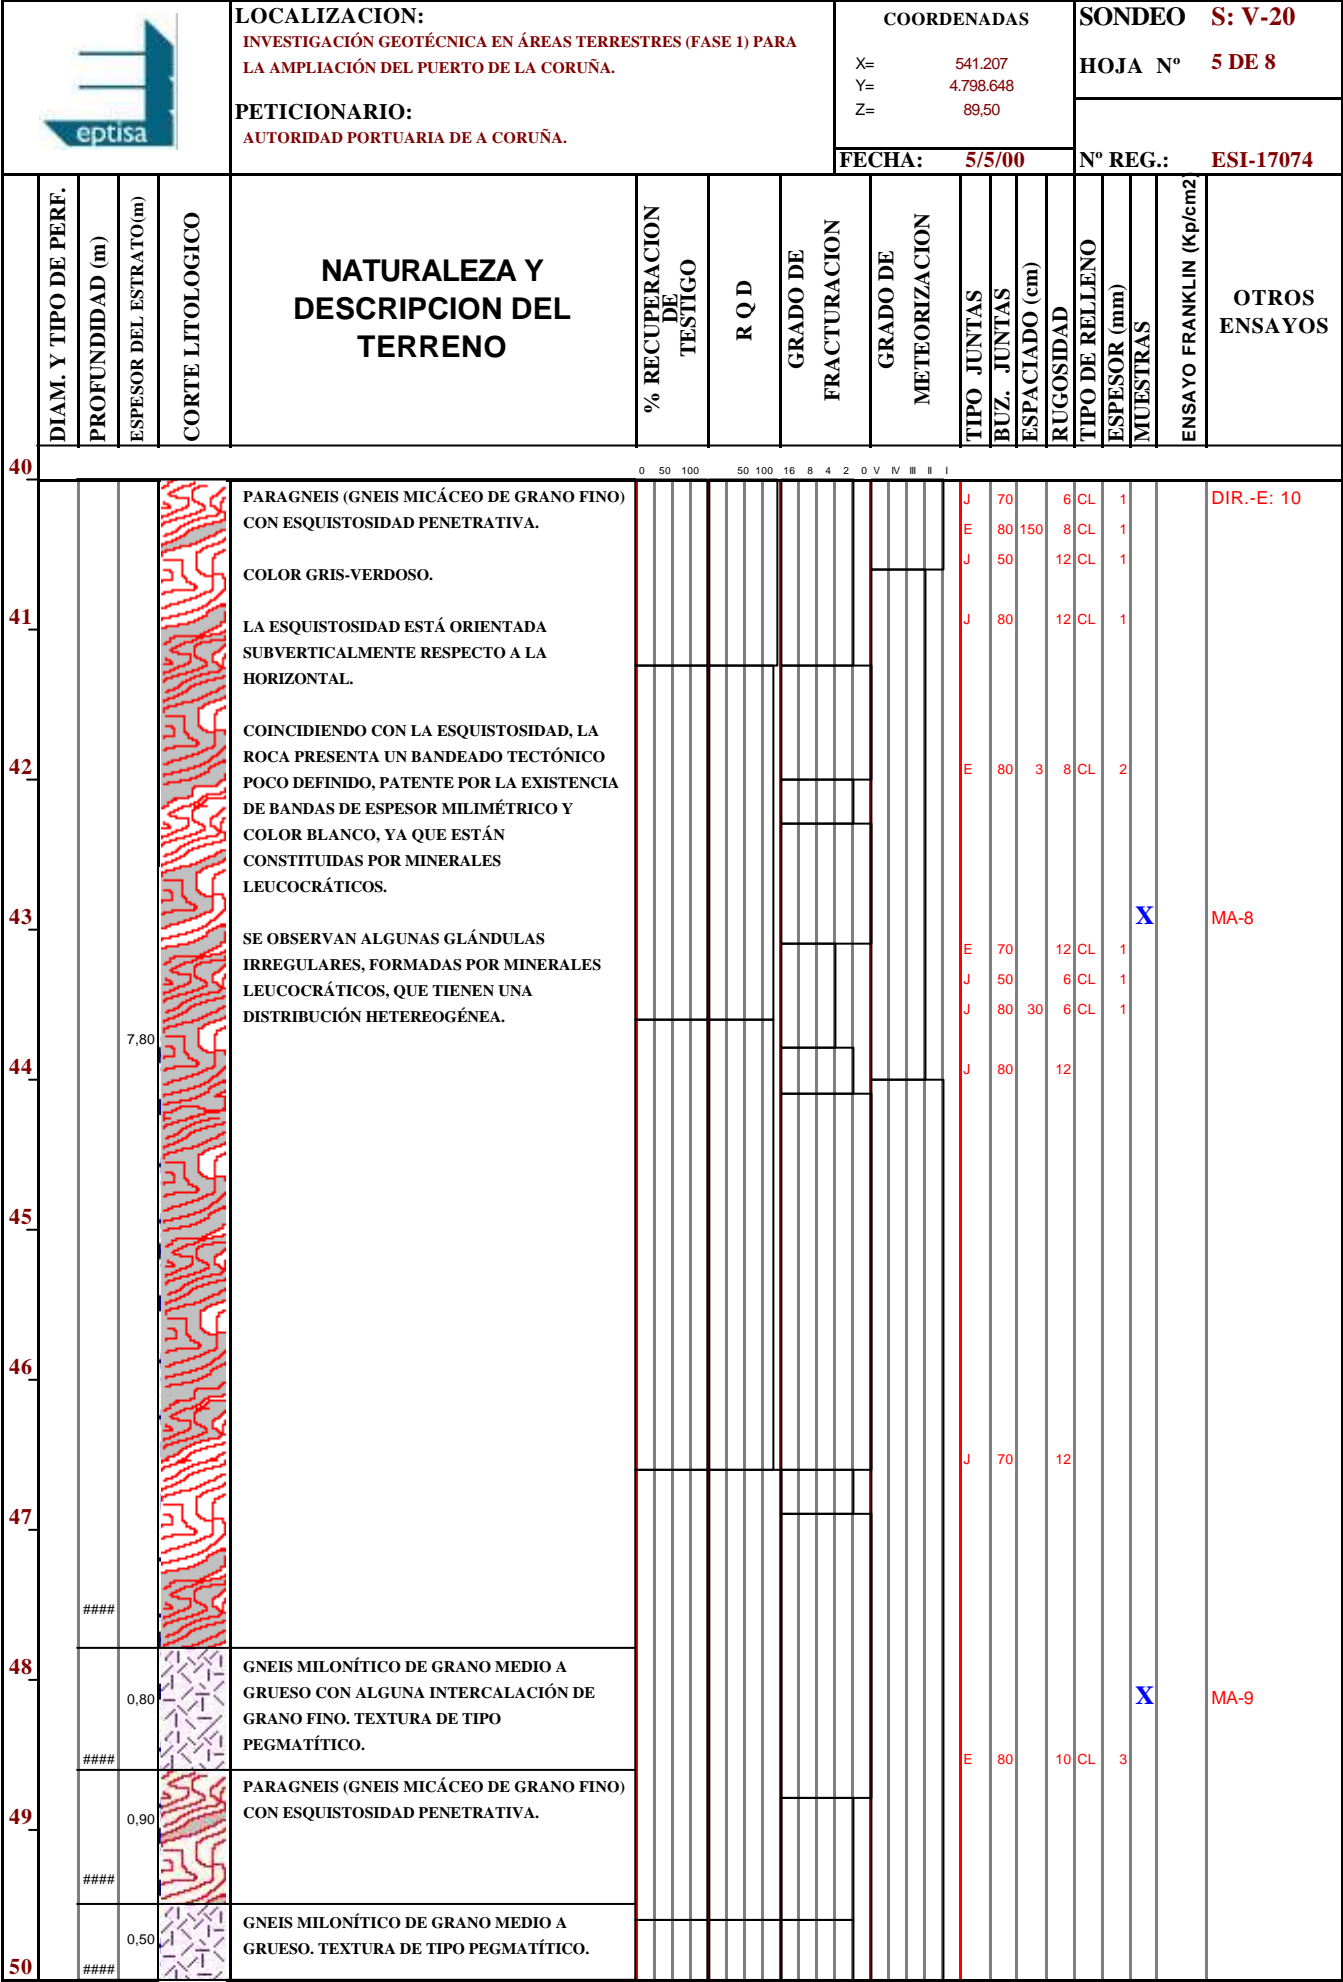 eptisa
LOCALIZACION:
INVESTIGACIÓN GEOTÉCNICA EN ÁREAS TERRESTRES (FASE 1) PARA
LA AMPLIACIÓN DEL PUERTO DE LA CORUÑA.
PETICIONARIO:
AUTORIDAD PORTUARIA DE A CORUÑA.
COORDENADAS
X= 541.207
Y= 4.798.648
Z= 89,50
FECHA: 5/5/00
SONDEO S: V-20
HOJA Nº 5 DE 8
Nº REG.: ESI-17074
DIAM. Y TIPO DE PERF.
PROFUNDIDAD (m)
ESPESOR DEL ESTRATO(m)
CORTE LITOLOGICO
NATURALEZA Y
DESCRIPCION DEL
TERRENO
% RECUPERACION
DE
TESTIGO
R Q D
GRADO DE
FRACTURACION
GRADO DE
METEORIZACION
TIPO JUNTAS
BUZ. JUNTAS
ESPACIADO (cm)
RUGOSIDAD
TIPO DE RELLENO
ESPESOR (mm)
MUESTRAS
ENSAYO FRANKLIN (Kp/cm2)
OTROS
ENSAYOS
40
0 50 100 50 100 16 8 4 2 0 V IV III II I
PARAGNEIS (GNEIS MICÁCEO DE GRANO FINO)
J 70 6 CL 1
DIR.-E: 10
CON ESQUISTOSIDAD PENETRATIVA.
E 80 150 8 CL 1
J 50 12 CL 1
COLOR GRIS-VERDOSO.
41
J 80 12 CL 1
LA ESQUISTOSIDAD ESTÁ ORIENTADA
SUBVERTICALMENTE RESPECTO A LA
HORIZONTAL.
COINCIDIENDO CON LA ESQUISTOSIDAD, LA
ROCA PRESENTA UN BANDEADO TECTÓNICO
42
E 80 3 8 CL 2
POCO DEFINIDO, PATENTE POR LA EXISTENCIA
DE BANDAS DE ESPESOR MILIMÉTRICO Y
COLOR BLANCO, YA QUE ESTÁN
CONSTITUIDAS POR MINERALES
LEUCOCRÁTICOS.
43
X MA-8
SE OBSERVAN ALGUNAS GLÁNDULAS
E 70 12 CL 1
IRREGULARES, FORMADAS POR MINERALES
J 50 6 CL 1
LEUCOCRÁTICOS, QUE TIENEN UNA
J 80 30 6 CL 1
DISTRIBUCIÓN HETEREOGÉNEA.
7,80
44
J 80 12
45
46
J 70 12
47
####
48
GNEIS MILONÍTICO DE GRANO MEDIO A
0,80
GRUESO CON ALGUNA INTERCALACIÓN DE
X MA-9
GRANO FINO. TEXTURA DE TIPO
PEGMATÍTICO.
####
E 80 10 CL 3
PARAGNEIS (GNEIS MICÁCEO DE GRANO FINO)
49
0,90
CON ESQUISTOSIDAD PENETRATIVA.
####
GNEIS MILONÍTICO DE GRANO MEDIO A
0,50
GRUESO. TEXTURA DE TIPO PEGMATÍTICO.
50
####